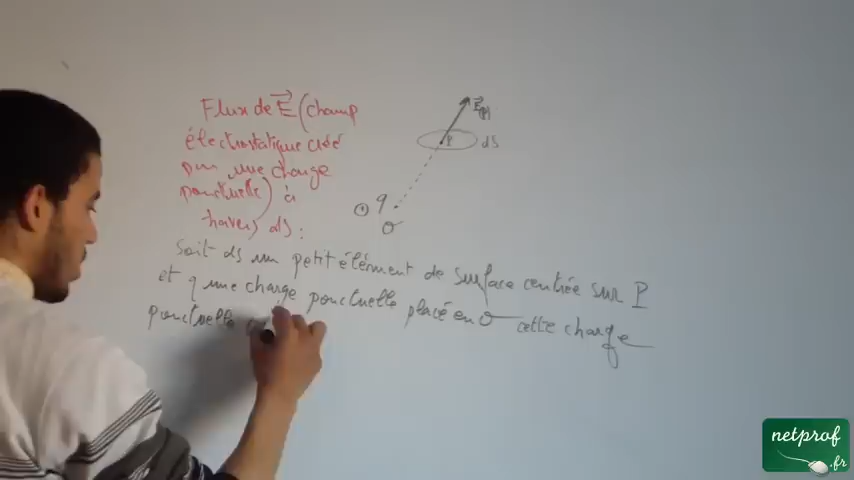 Flux de E (champ
électrostatique créé
par une charge
ponctuelle) à
travers ds :
E(P)
P
ds
q
O
Soit ds un petit élément de surface centrée sur P
et q une charge ponctuelle placé en O cette charge
ponctuelle
netprof
.fr